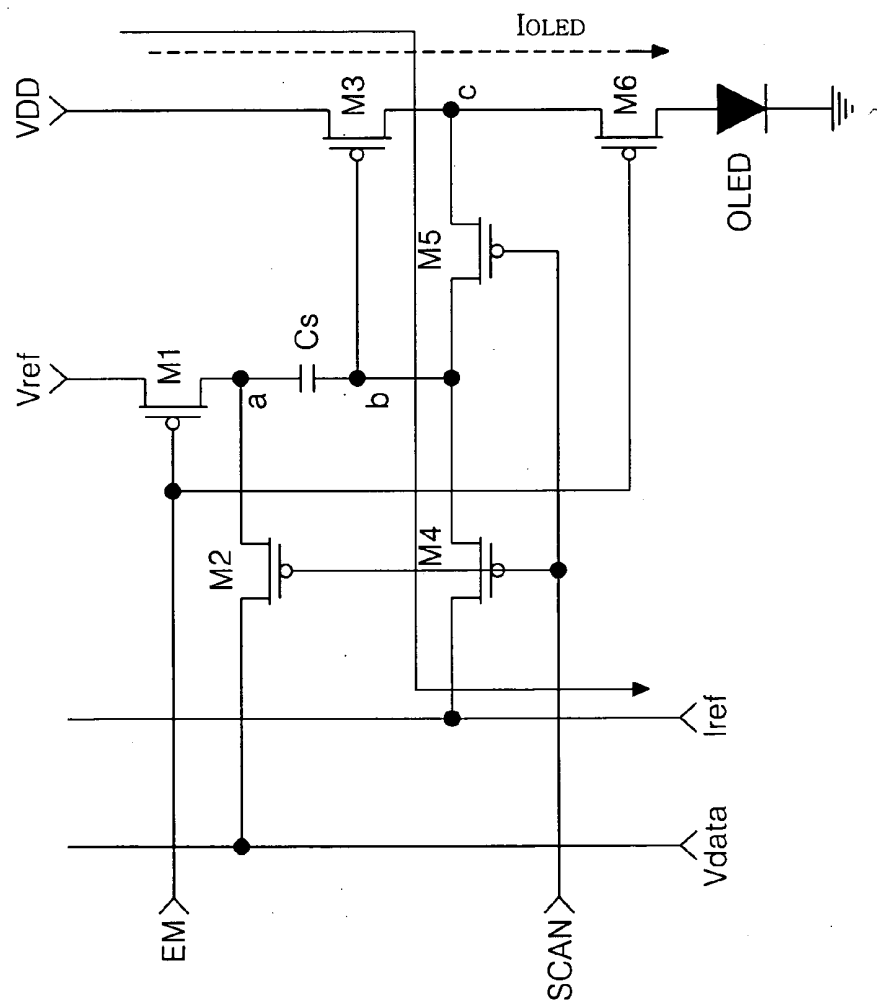 IOLED
VDD
M3
c
M6
OLED
M5
Vref
M1
a
Cs
b
M2
M4
Iref
Vdata
EM
SCAN